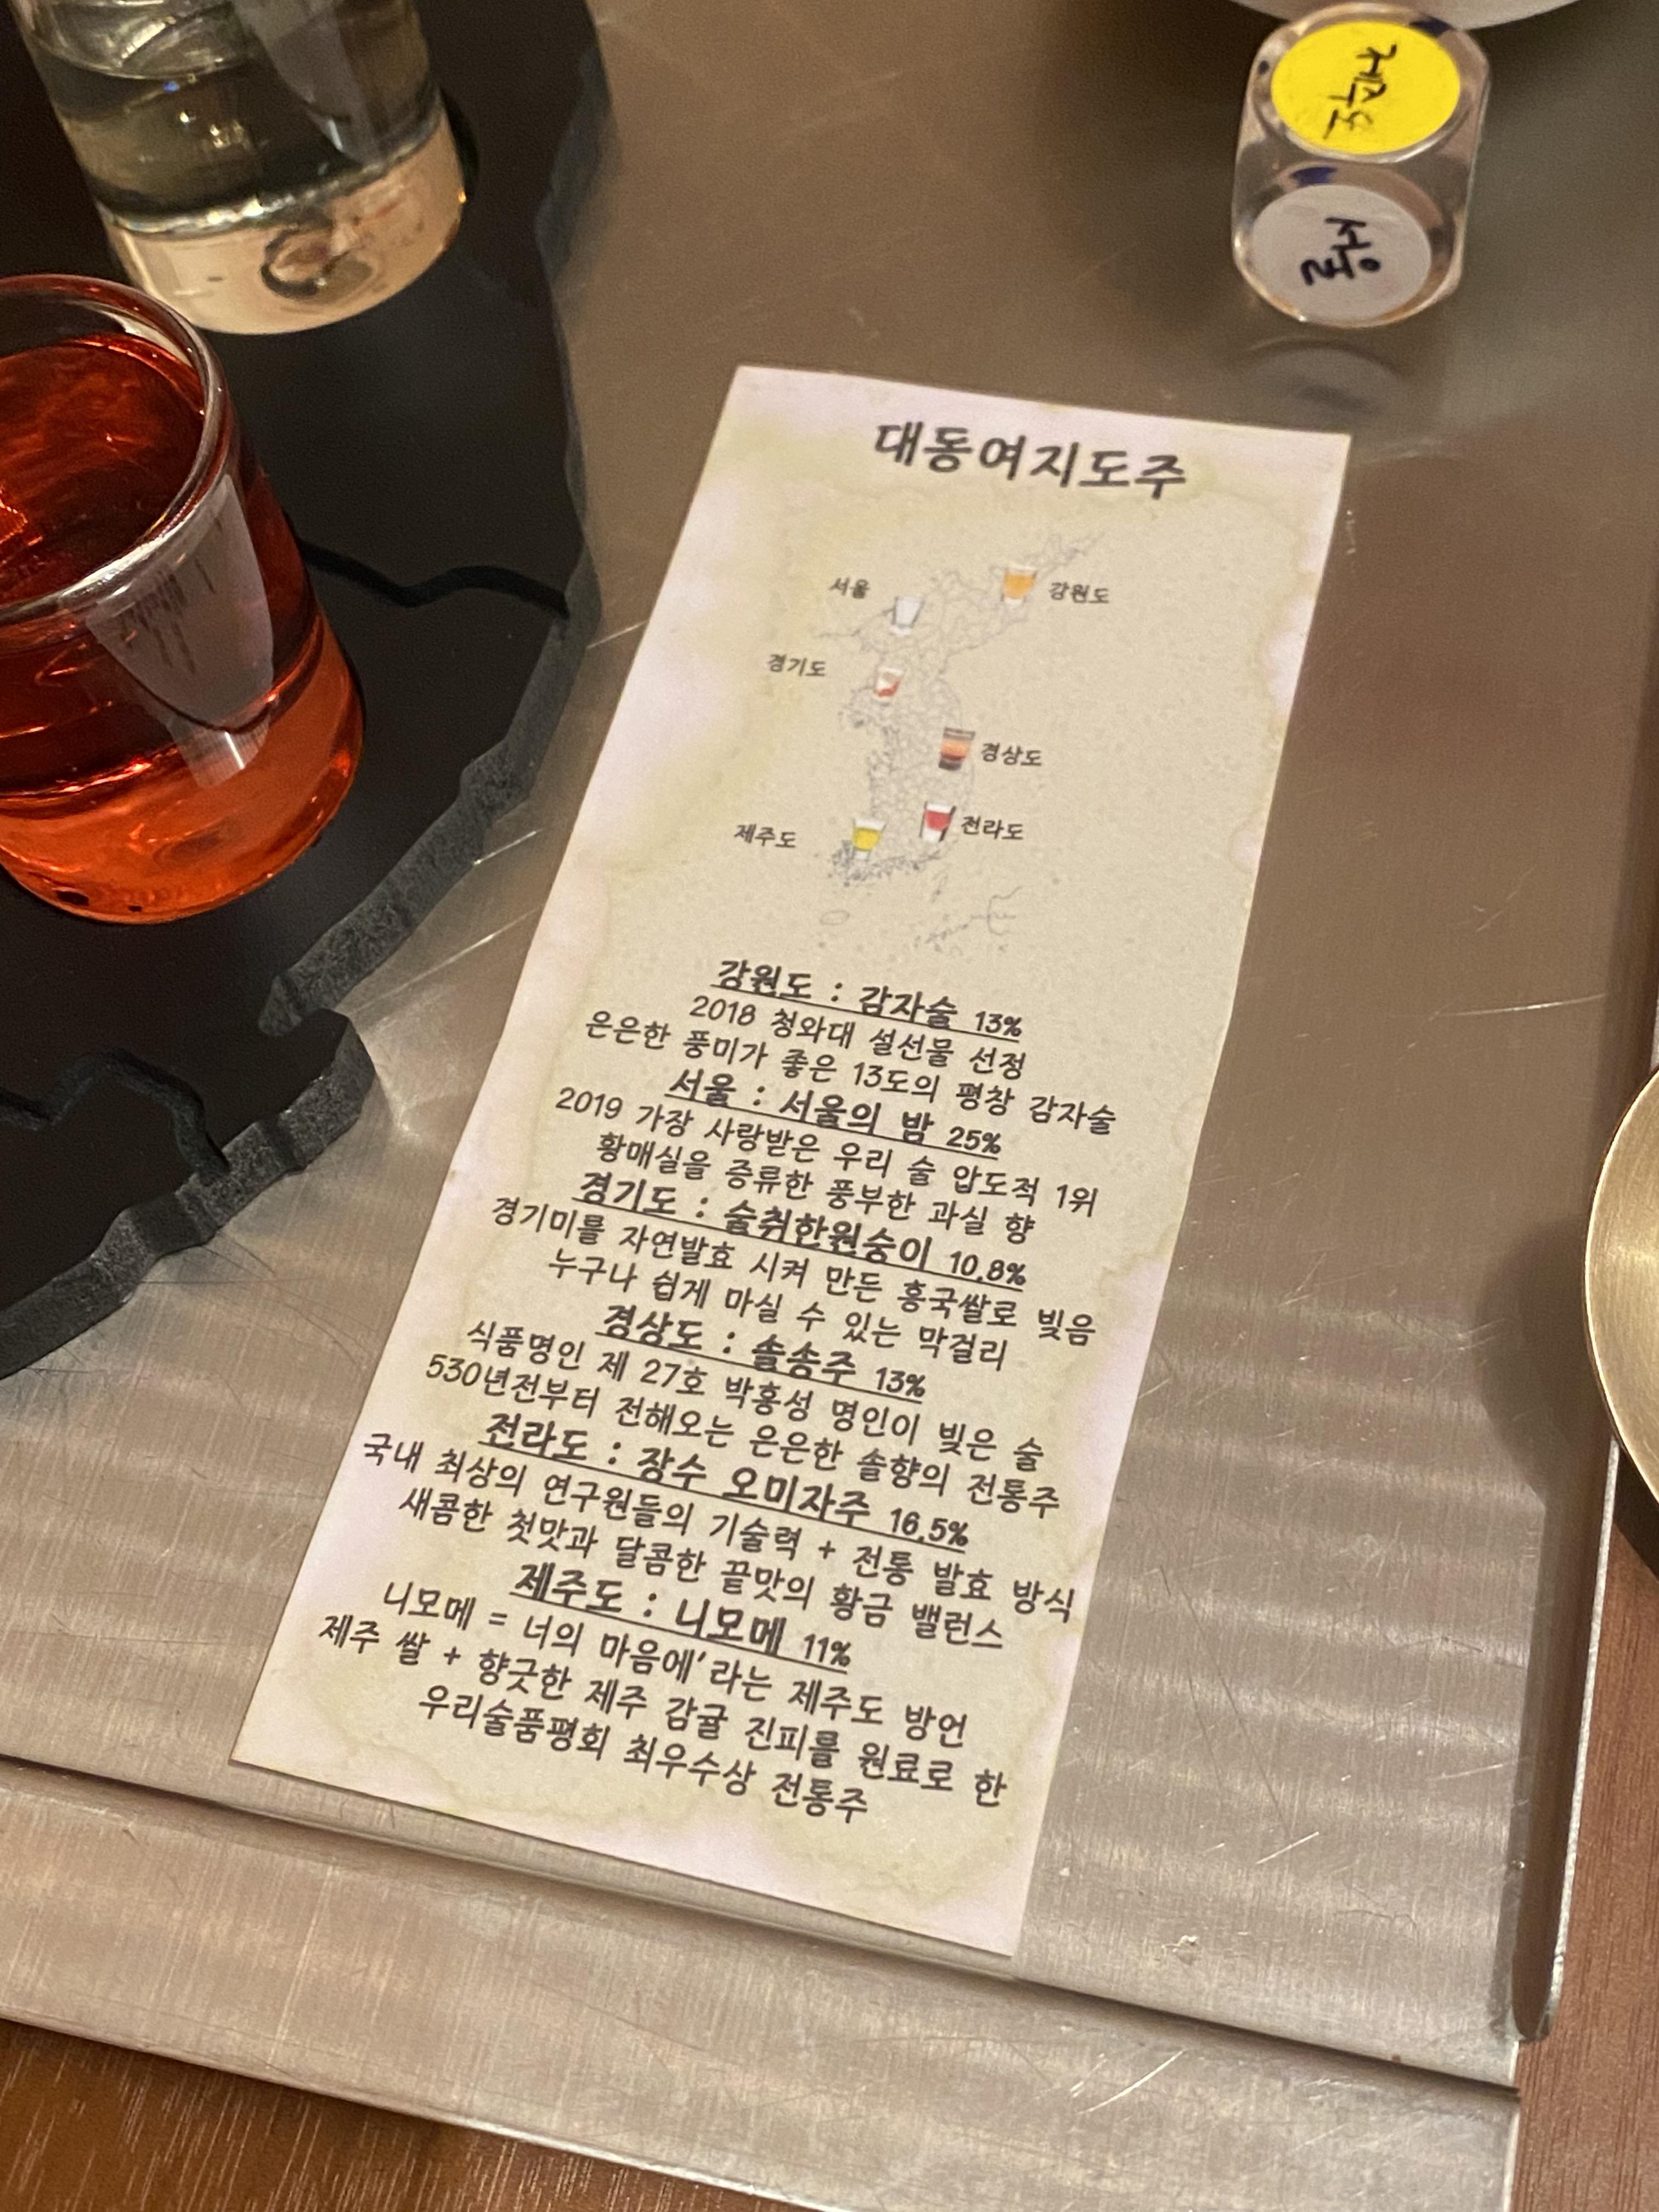 제주
서울
대동여지도주
서울
강원도
경기도
경상도
제주도
전라도
강원도 : 감자술 13%
2018 청와대 설선물 선정
은은한 풍미가 좋은 13도의 평창 감자술
서울 : 서울의 밤 25%
2019 가장 사랑받은 우리 술 압도적 1위
황매실을 증류한 풍부한 과실 향
경기도 : 술취한원숭이 10.8%
경기미를 자연발효 시켜 만든 홍국쌀로 빚음
누구나 쉽게 마실 수 있는 막걸리
경상도 : 솔송주 13%
식품명인 제 27호 박흥성 명인이 빚은 술
530년전부터 전해오는 은은한 솔향의 전통주
전라도 : 장수 오미자주 16.5%
국내 최상의 연구원들의 기술력 + 전통 발효 방식
새콤한 첫맛과 달콤한 끝맛의 황금 밸런스
제주도 : 니모메 11%
니모메 = 너의 마음에'라는 제주도 방언
제주 쌀 + 향긋한 제주 감귤 진피를 원료로 한
우리술품평회 최우수상 전통주